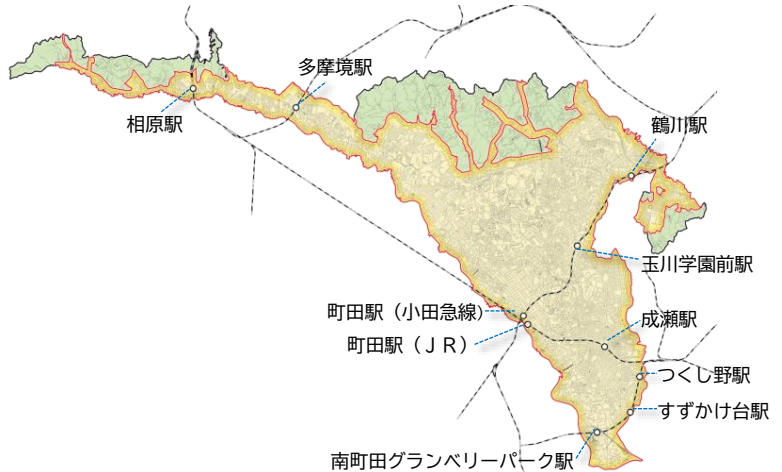 多摩境駅
相原駅
鶴川駅
玉川学園前駅
町田駅（小田急線）
成瀬駅
町田駅（ＪＲ）
つくし野駅
すずかけ台駅
南町田グランベリーパーク駅